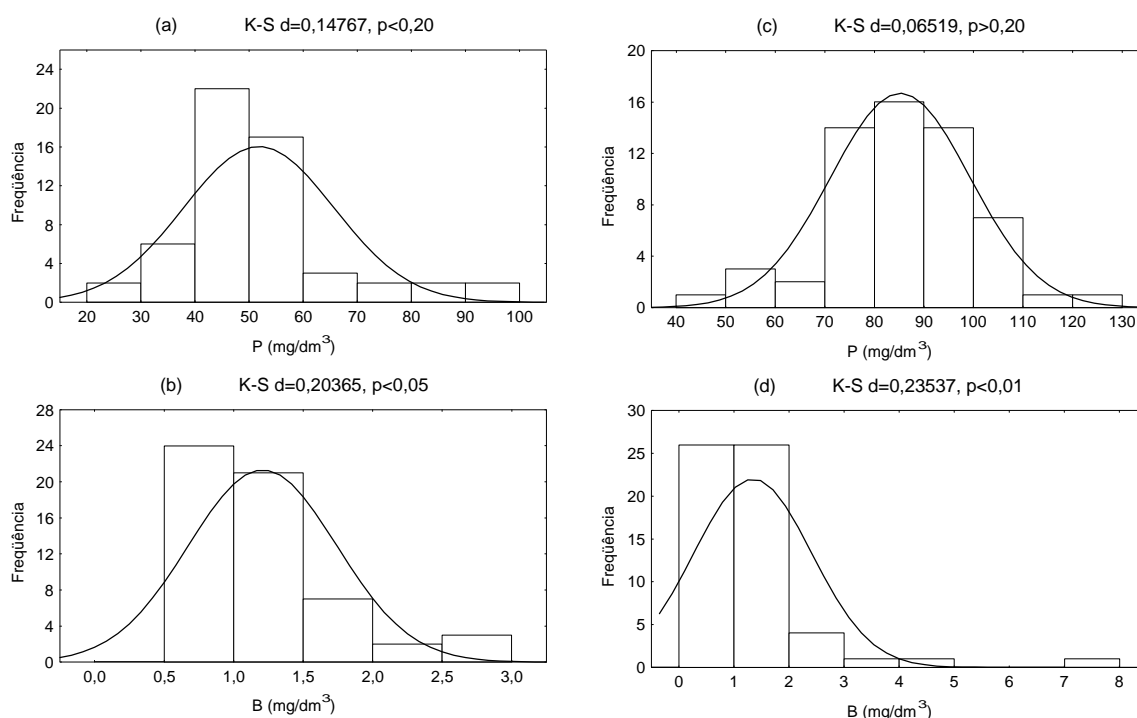 (a) K-S d=0,14767, p<0,20
Freqüência
24
20
16
12
8
4
0
20 30 40 50 60 70 80 90 100
P (mg/dm³)
(c) K-S d=0,06519, p>0,20
Freqüência
20
16
12
8
4
0
40 50 60 70 80 90 100 110 120 130
P (mg/dm³)
(b) K-S d=0,20365, p<0,05
Freqüência
28
24
20
16
12
8
4
0
0,0 0,5 1,0 1,5 2,0 2,5 3,0
B (mg/dm³)
(d) K-S d=0,23537, p<0,01
Freqüência
30
25
20
15
10
5
0
0 1 2 3 4 5 6 7 8
B (mg/dm³)